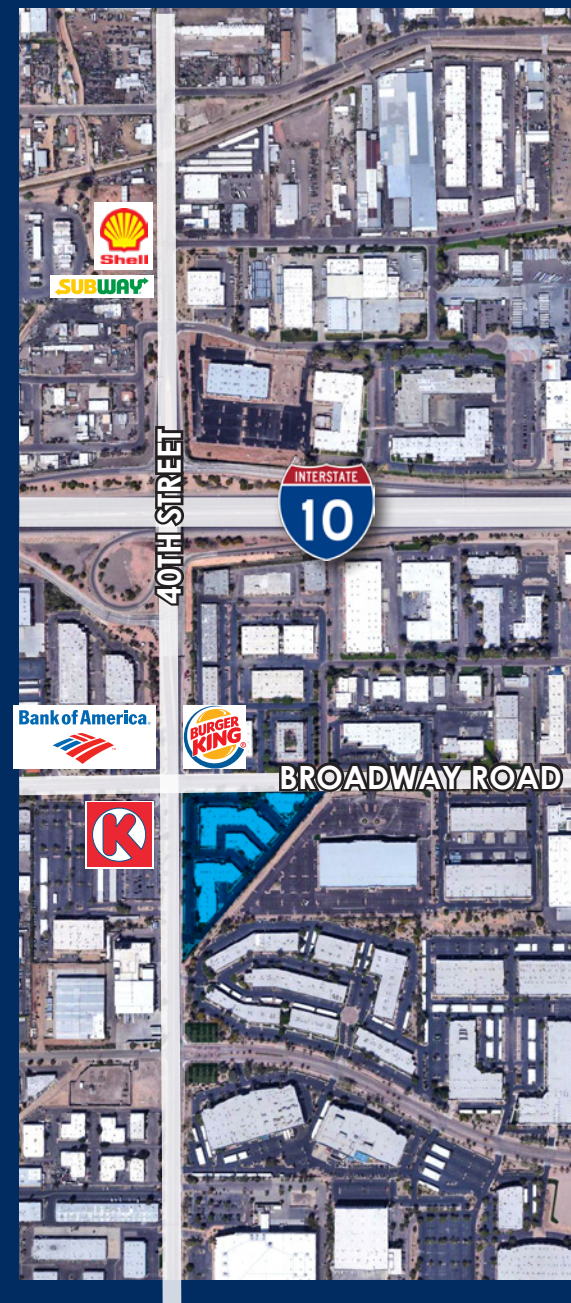 Shell
SUBWAY
40TH STREET
INTERSTATE
10
Bank of America
BURGER
KING
BROADWAY ROAD
K